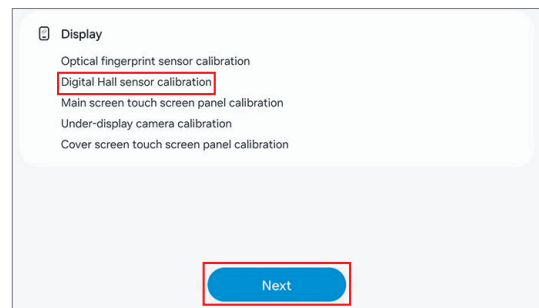 Display
Optical fingerprint sensor calibration
Digital Hall sensor calibration
Main screen touch screen panel calibration
Under-display camera calibration
Cover screen touch screen panel calibration
Next